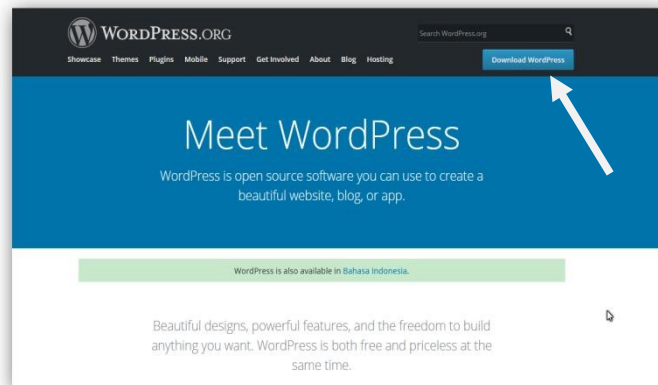 WORDPRESS.ORG
Search WordPress.org
Showcase Themes Plugins Mobile Support Get Involved About Blog Hosting
Download WordPress
Meet WordPress
WordPress is open source software you can use to create a
beautiful website, blog, or app.
WordPress is also available in Bahasa Indonesia.
Beautiful designs, powerful features, and the freedom to build
anything you want. WordPress is both free and priceless at the
same time.